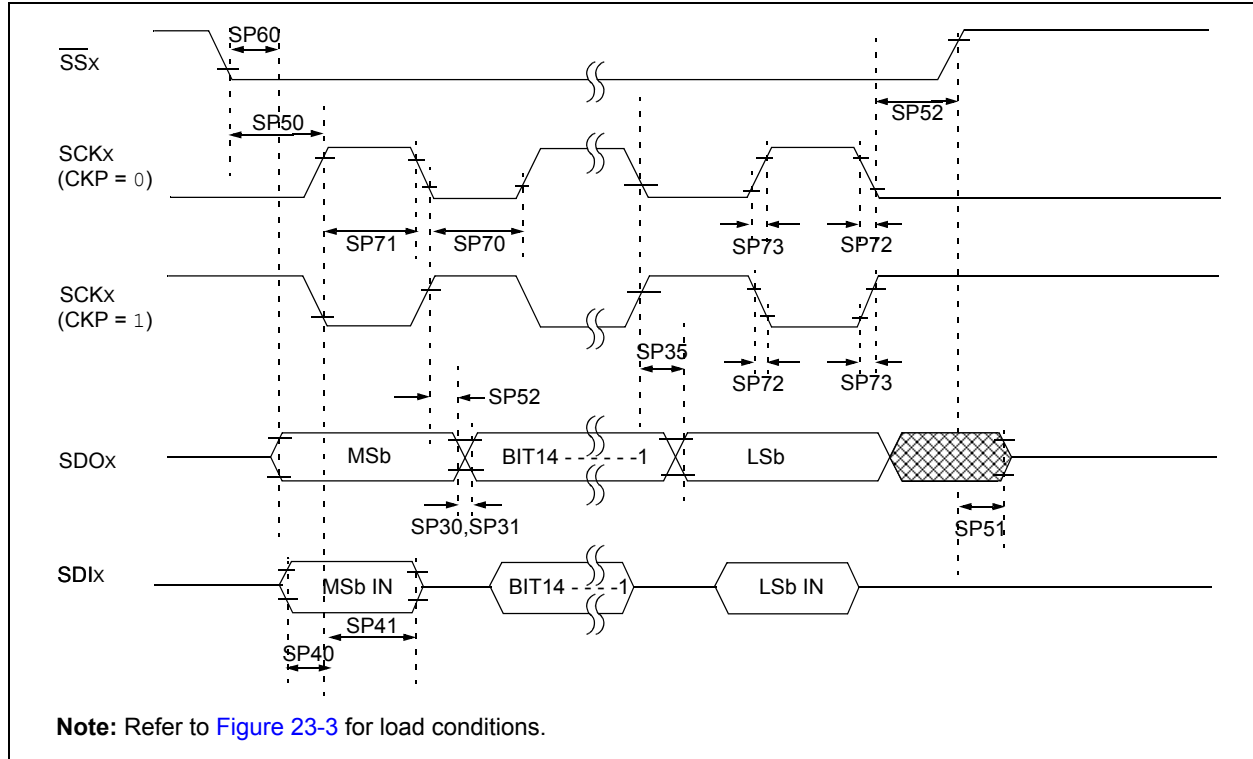 SP60
SSx
SP52
SP50
SCKx
(CKP = 0)
SP71
SP70
SP73
SP72
SCKx
(CKP = 1)
SP35
SP72
SP73
SP52
SDOx
MSb
BIT14 - - - - - -1
LSb
SP30,SP31
SP51
SDIx
MSb IN
BIT14 - - - -1
LSb IN
SP41
SP40
Note: Refer to Figure 23-3 for load conditions.